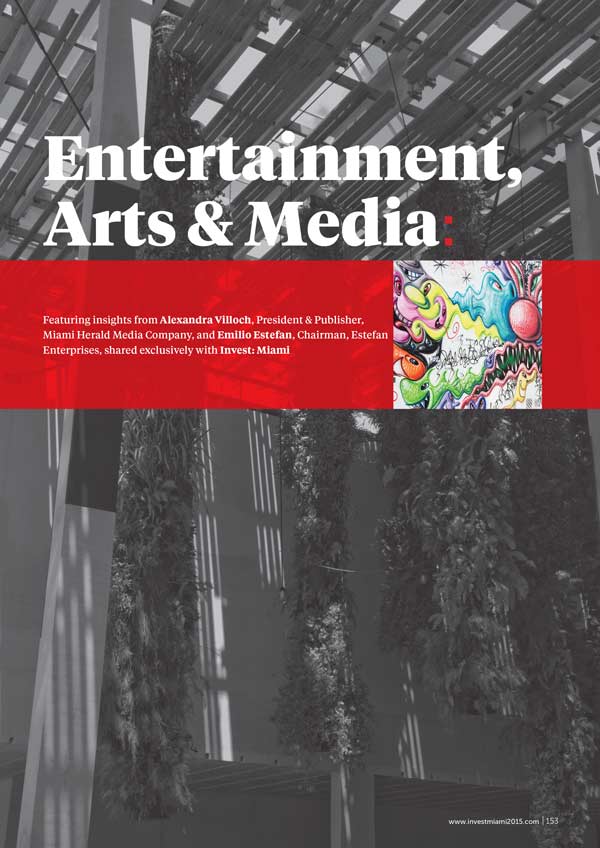 Entertainment,
Arts & Media:
Featuring insights from Alexandra Villoch, President & Publisher,
Miami Herald Media Company, and Emilio Estefan, Chairman, Estefan
Enterprises, shared exclusively with Invest: Miami
www.investmiami2015.com | 153